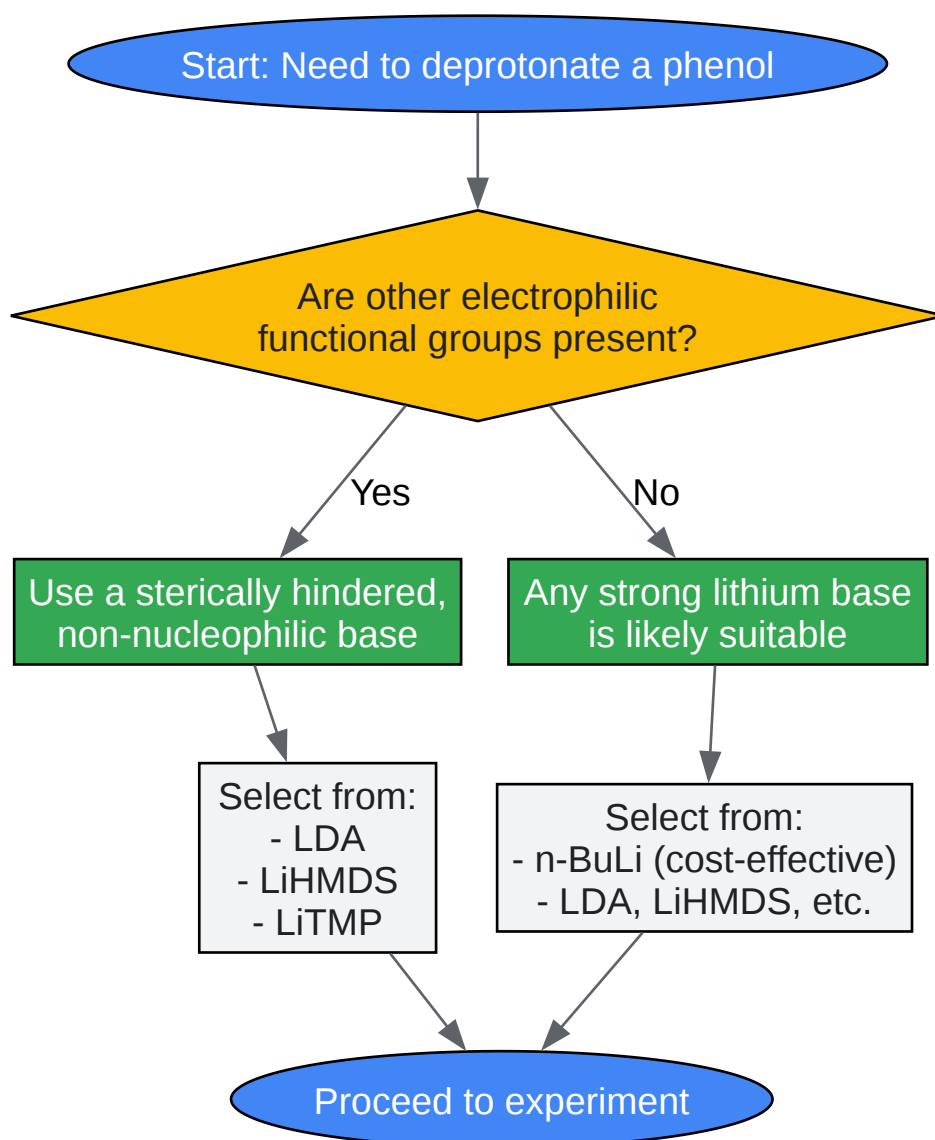 Start: Need to deprotonate a phenol
Are other electrophilic
functional groups present?
Yes
No
Use a sterically hindered,
non-nucleophilic base
Any strong lithium base
is likely suitable
Select from:
- LDA
- LiHMDS
- LiTMP
Select from:
- n-BuLi (cost-effective)
- LDA, LiHMDS, etc.
Proceed to experiment